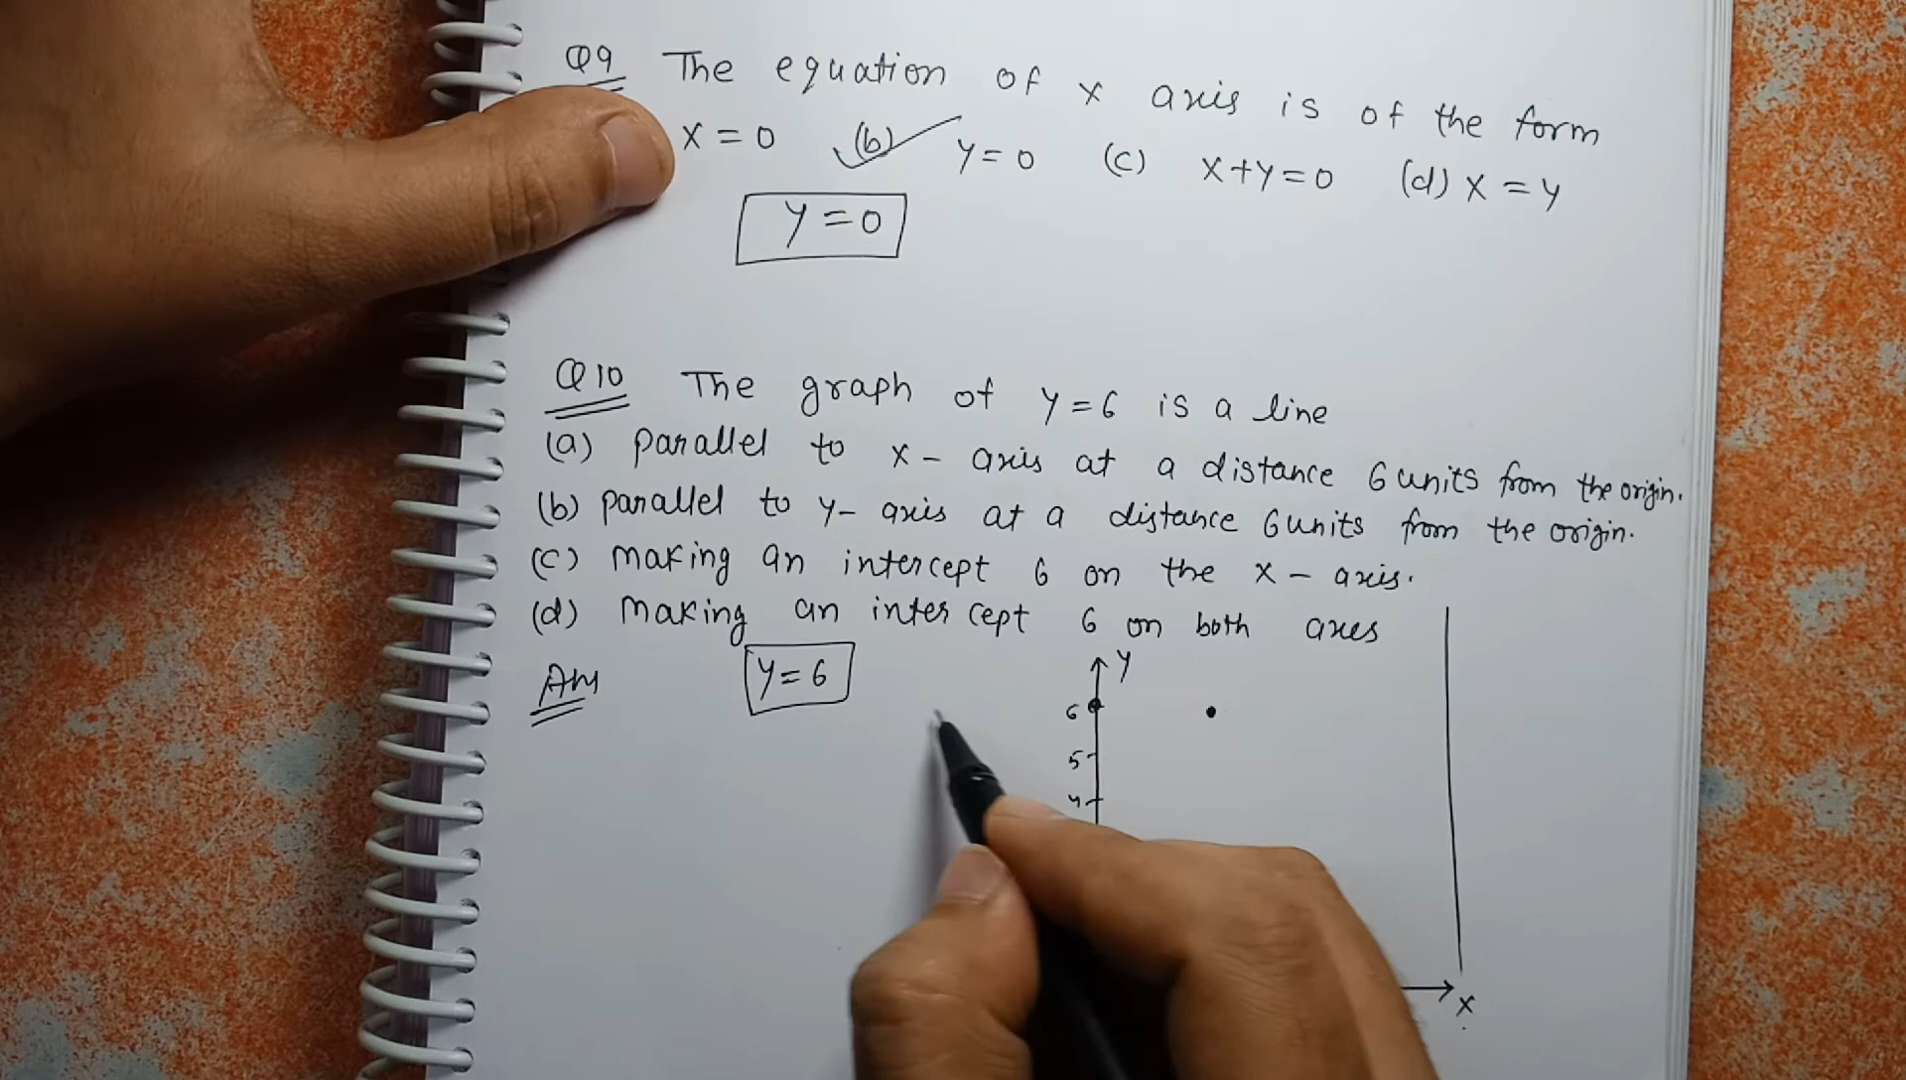 Q9 The equation of x axis is of the form
x = 0 (b) y = 0 (c) x+y=0 (d) x = y
y = 0
Q10 The graph of y = 6 is a line
(a) parallel to x - axis at a distance 6 units from the origin.
(b) parallel to y - axis at a distance 6 units from the origin.
(c) making an intercept 6 on the x - axis.
(d) making an intercept 6 on both axes
Ans y = 6
y
6
5
4
x